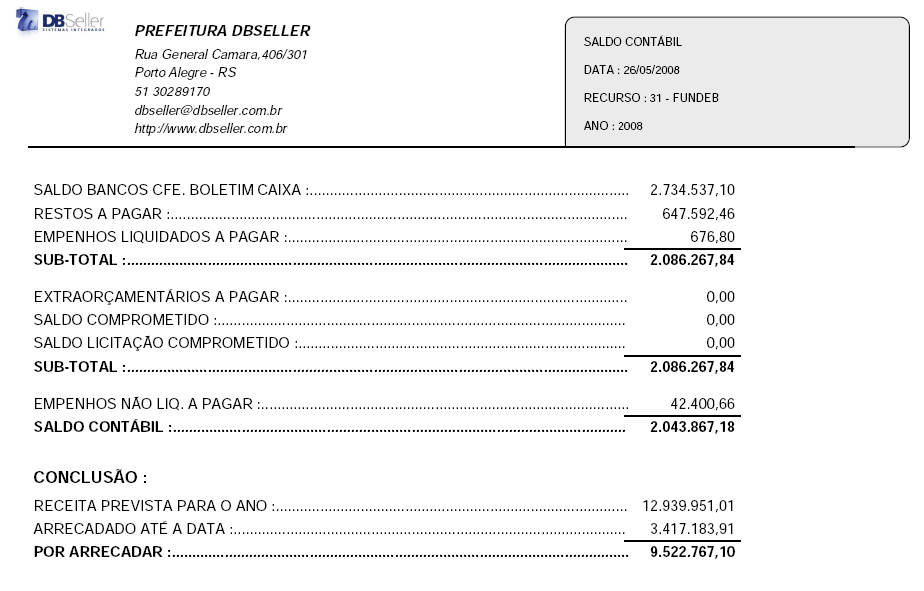 DBSeller
SISTEMAS INTEGRADOS
PREFEITURA DBSELLER
Rua General Camara,406/301
Porto Alegre - RS
51 30289170
dbseller@dbseller.com.br
http://www.dbseller.com.br
SALDO CONTÁBIL
DATA : 26/05/2008
RECURSO : 31 - FUNDEB
ANO : 2008
SALDO BANCOS CFE. BOLETIM CAIXA :................................................................................ 2.734.537,10
RESTOS A PAGAR :................................................................................ 647.592,46
EMPENHOS LIQUIDADOS A PAGAR :................................................................................ 676,80
SUB-TOTAL :................................................................................ 2.086.267,84
EXTRAORÇAMENTÁRIOS A PAGAR :................................................................................ 0,00
SALDO COMPROMETIDO :................................................................................ 0,00
SALDO LICITAÇÃO COMPROMETIDO :................................................................................ 0,00
SUB-TOTAL :................................................................................ 2.086.267,84
EMPENHOS NÃO LIQ. A PAGAR :................................................................................ 42.400,66
SALDO CONTÁBIL :................................................................................ 2.043.867,18
CONCLUSÃO :
RECEITA PREVISTA PARA O ANO :................................................................................ 12.939.951,01
ARRECADADO ATÉ A DATA :................................................................................ 3.417.183,91
POR ARRECADAR :................................................................................ 9.522.767,10